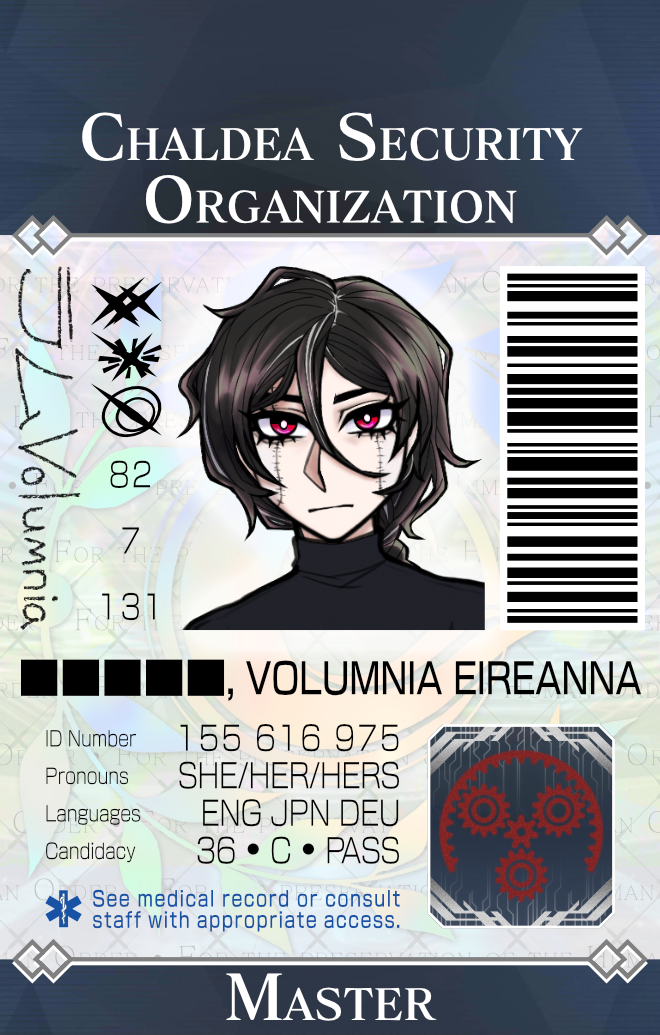 CHALDEA SECURITY
ORGANIZATION
Volumnia
82
7
131
■■■■■, VOLUMNIA EIREANNA
ID Number 155 616 975
Pronouns SHE/HER/HERS
Languages ENG JPN DEU
Candidacy 36 • C • PASS
See medical record or consult
staff with appropriate access.
MASTER